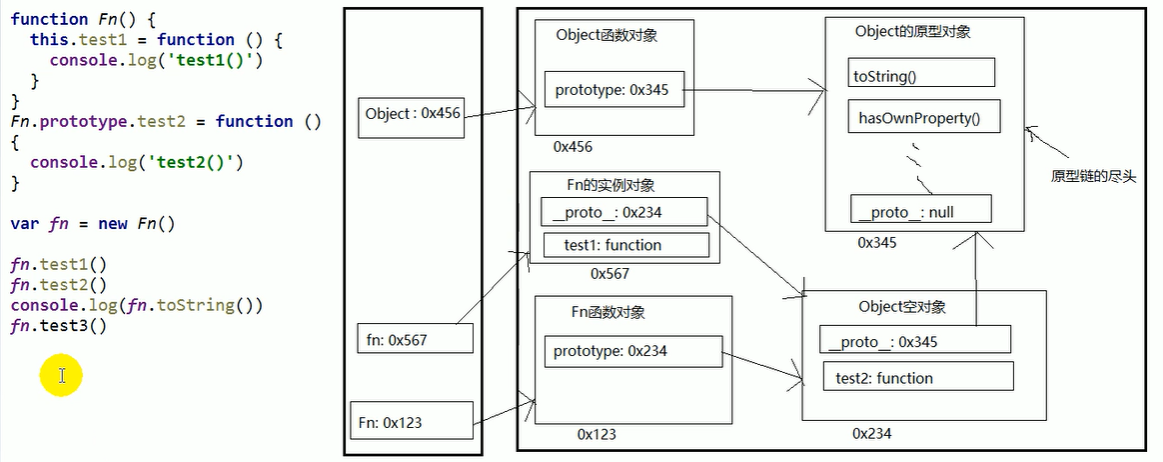 function Fn() {
this.test1 = function () {
console.log('test1()')
}
}
Fn.prototype.test2 = function ()
{
console.log('test2()')
}
var fn = new Fn()
fn.test1()
fn.test2()
console.log(fn.toString())
fn.test3()
Object : 0x456
fn: 0x567
Fn: 0x123
Object函数对象
prototype: 0x345
0x456
Fn的实例对象
__proto__: 0x234
test1: function
0x567
Fn函数对象
prototype: 0x234
0x123
Object的原型对象
toString()
hasOwnProperty()
__proto__: null
0x345
原型链的尽头
Object空对象
__proto__: 0x345
test2: function
0x234